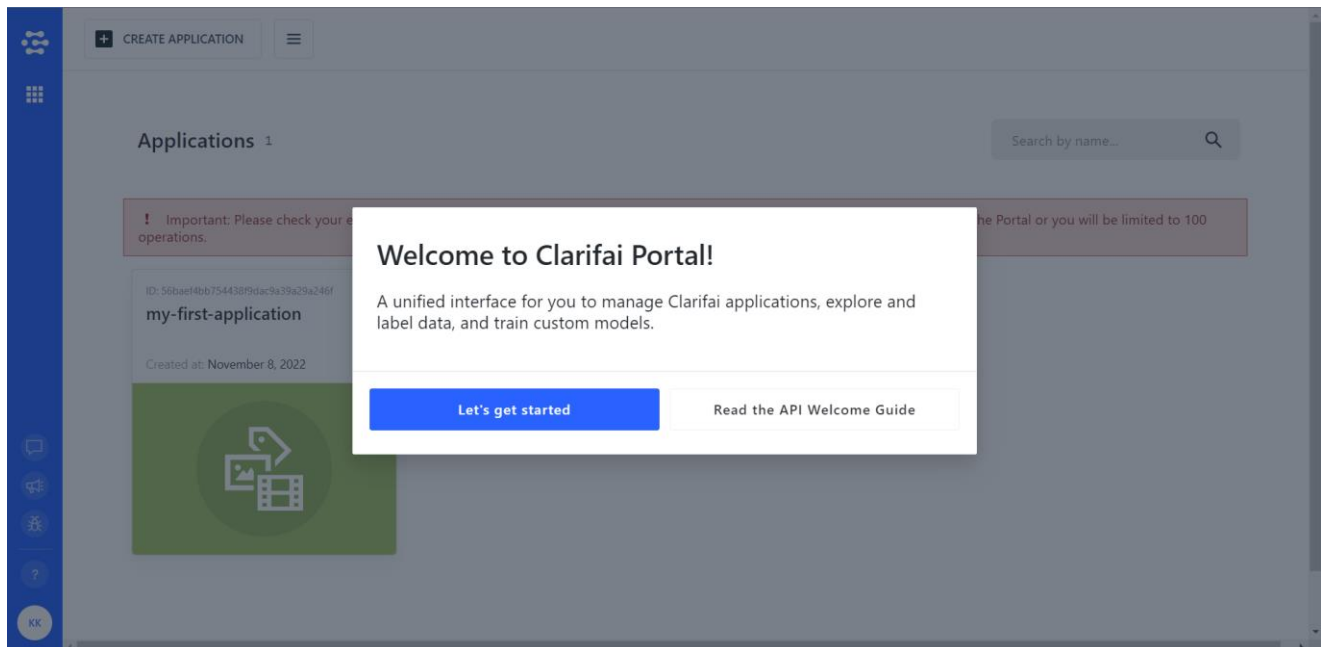 CREATE APPLICATION
Applications 1
Search by name...
! Important: Please check your e
he Portal or you will be limited to 100
operations.
Welcome to Clarifai Portal!
A unified interface for you to manage Clarifai applications, explore and
label data, and train custom models.
Let's get started
Read the API Welcome Guide
my-first-application
Created at: November 8, 2022
?
KK